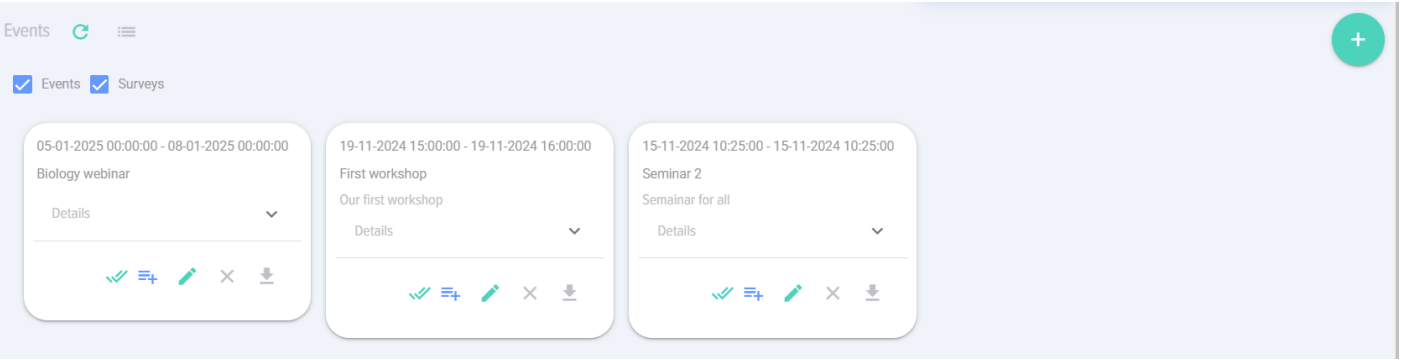 Events
Events Surveys
05-01-2025 00:00:00 - 08-01-2025 00:00:00
Biology webinar
Details
19-11-2024 15:00:00 - 19-11-2024 16:00:00
First workshop
Our first workshop
Details
15-11-2024 10:25:00 - 15-11-2024 10:25:00
Seminar 2
Semainar for all
Details